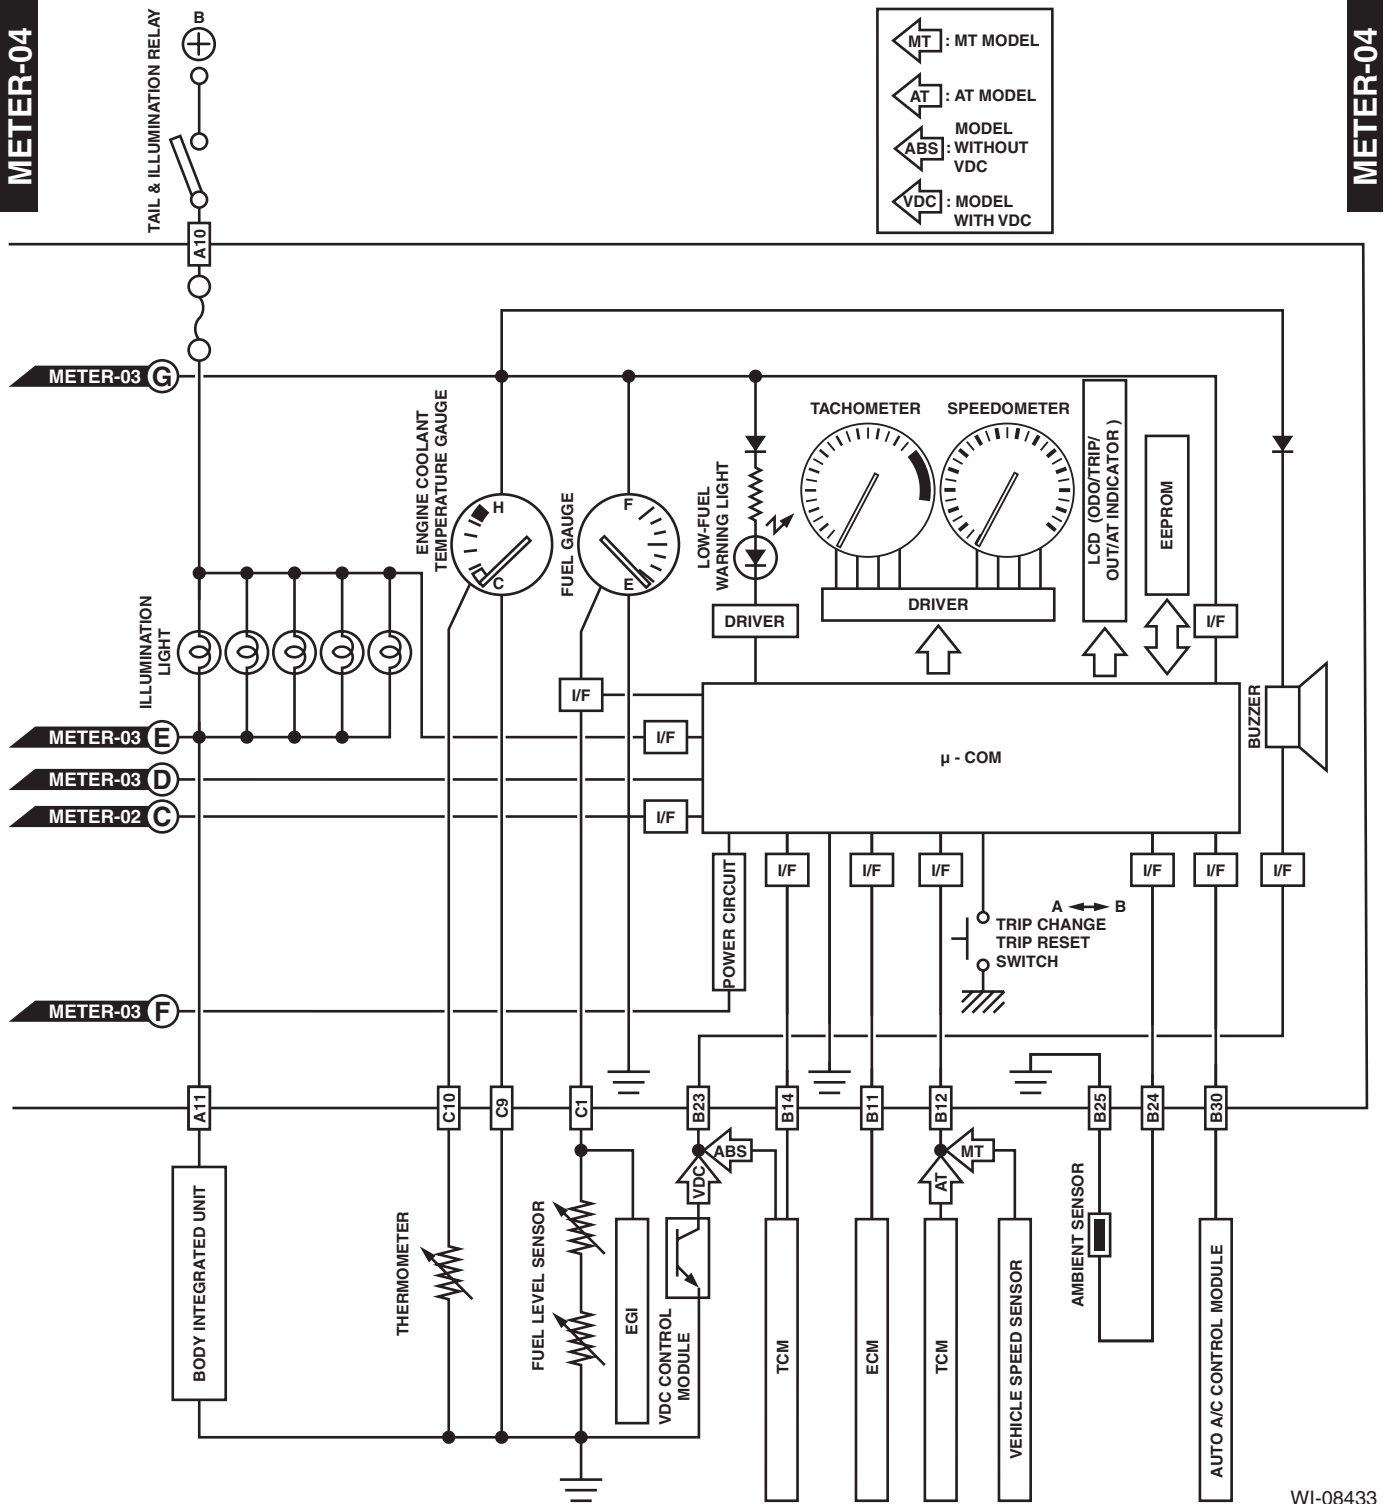 METER-04
METER-04
B
TAIL & ILLUMINATION RELAY
MT : MT MODEL
AT : AT MODEL
MODEL
ABS : WITHOUT
VDC
VDC : MODEL
WITH VDC
A10
METER-03 G
ENGINE COOLANT
TEMPERATURE GAUGE
H
C
FUEL GAUGE
F
E
LOW-FUEL
WARNING LIGHT
TACHOMETER
SPEEDOMETER
LCD (ODO/TRIP/
OUT/AT INDICATOR )
EEPROM
DRIVER
DRIVER
I/F
ILLUMINATION
LIGHT
I/F
BUZZER
METER-03 E
I/F
µ - COM
METER-03 D
METER-02 C
I/F
POWER CIRCUIT
I/F
I/F
I/F
I/F
I/F
I/F
A B
TRIP CHANGE
TRIP RESET
SWITCH
METER-03 F
A11
C10
C9
C1
B23
B14
B11
B12
B25
B24
B30
ABS
VDC
MT
AT
BODY INTEGRATED UNIT
THERMOMETER
FUEL LEVEL SENSOR
EGI
VDC CONTROL
MODULE
TCM
ECM
TCM
VEHICLE SPEED SENSOR
AMBIENT SENSOR
AUTO A/C CONTROL MODULE
WI-08433